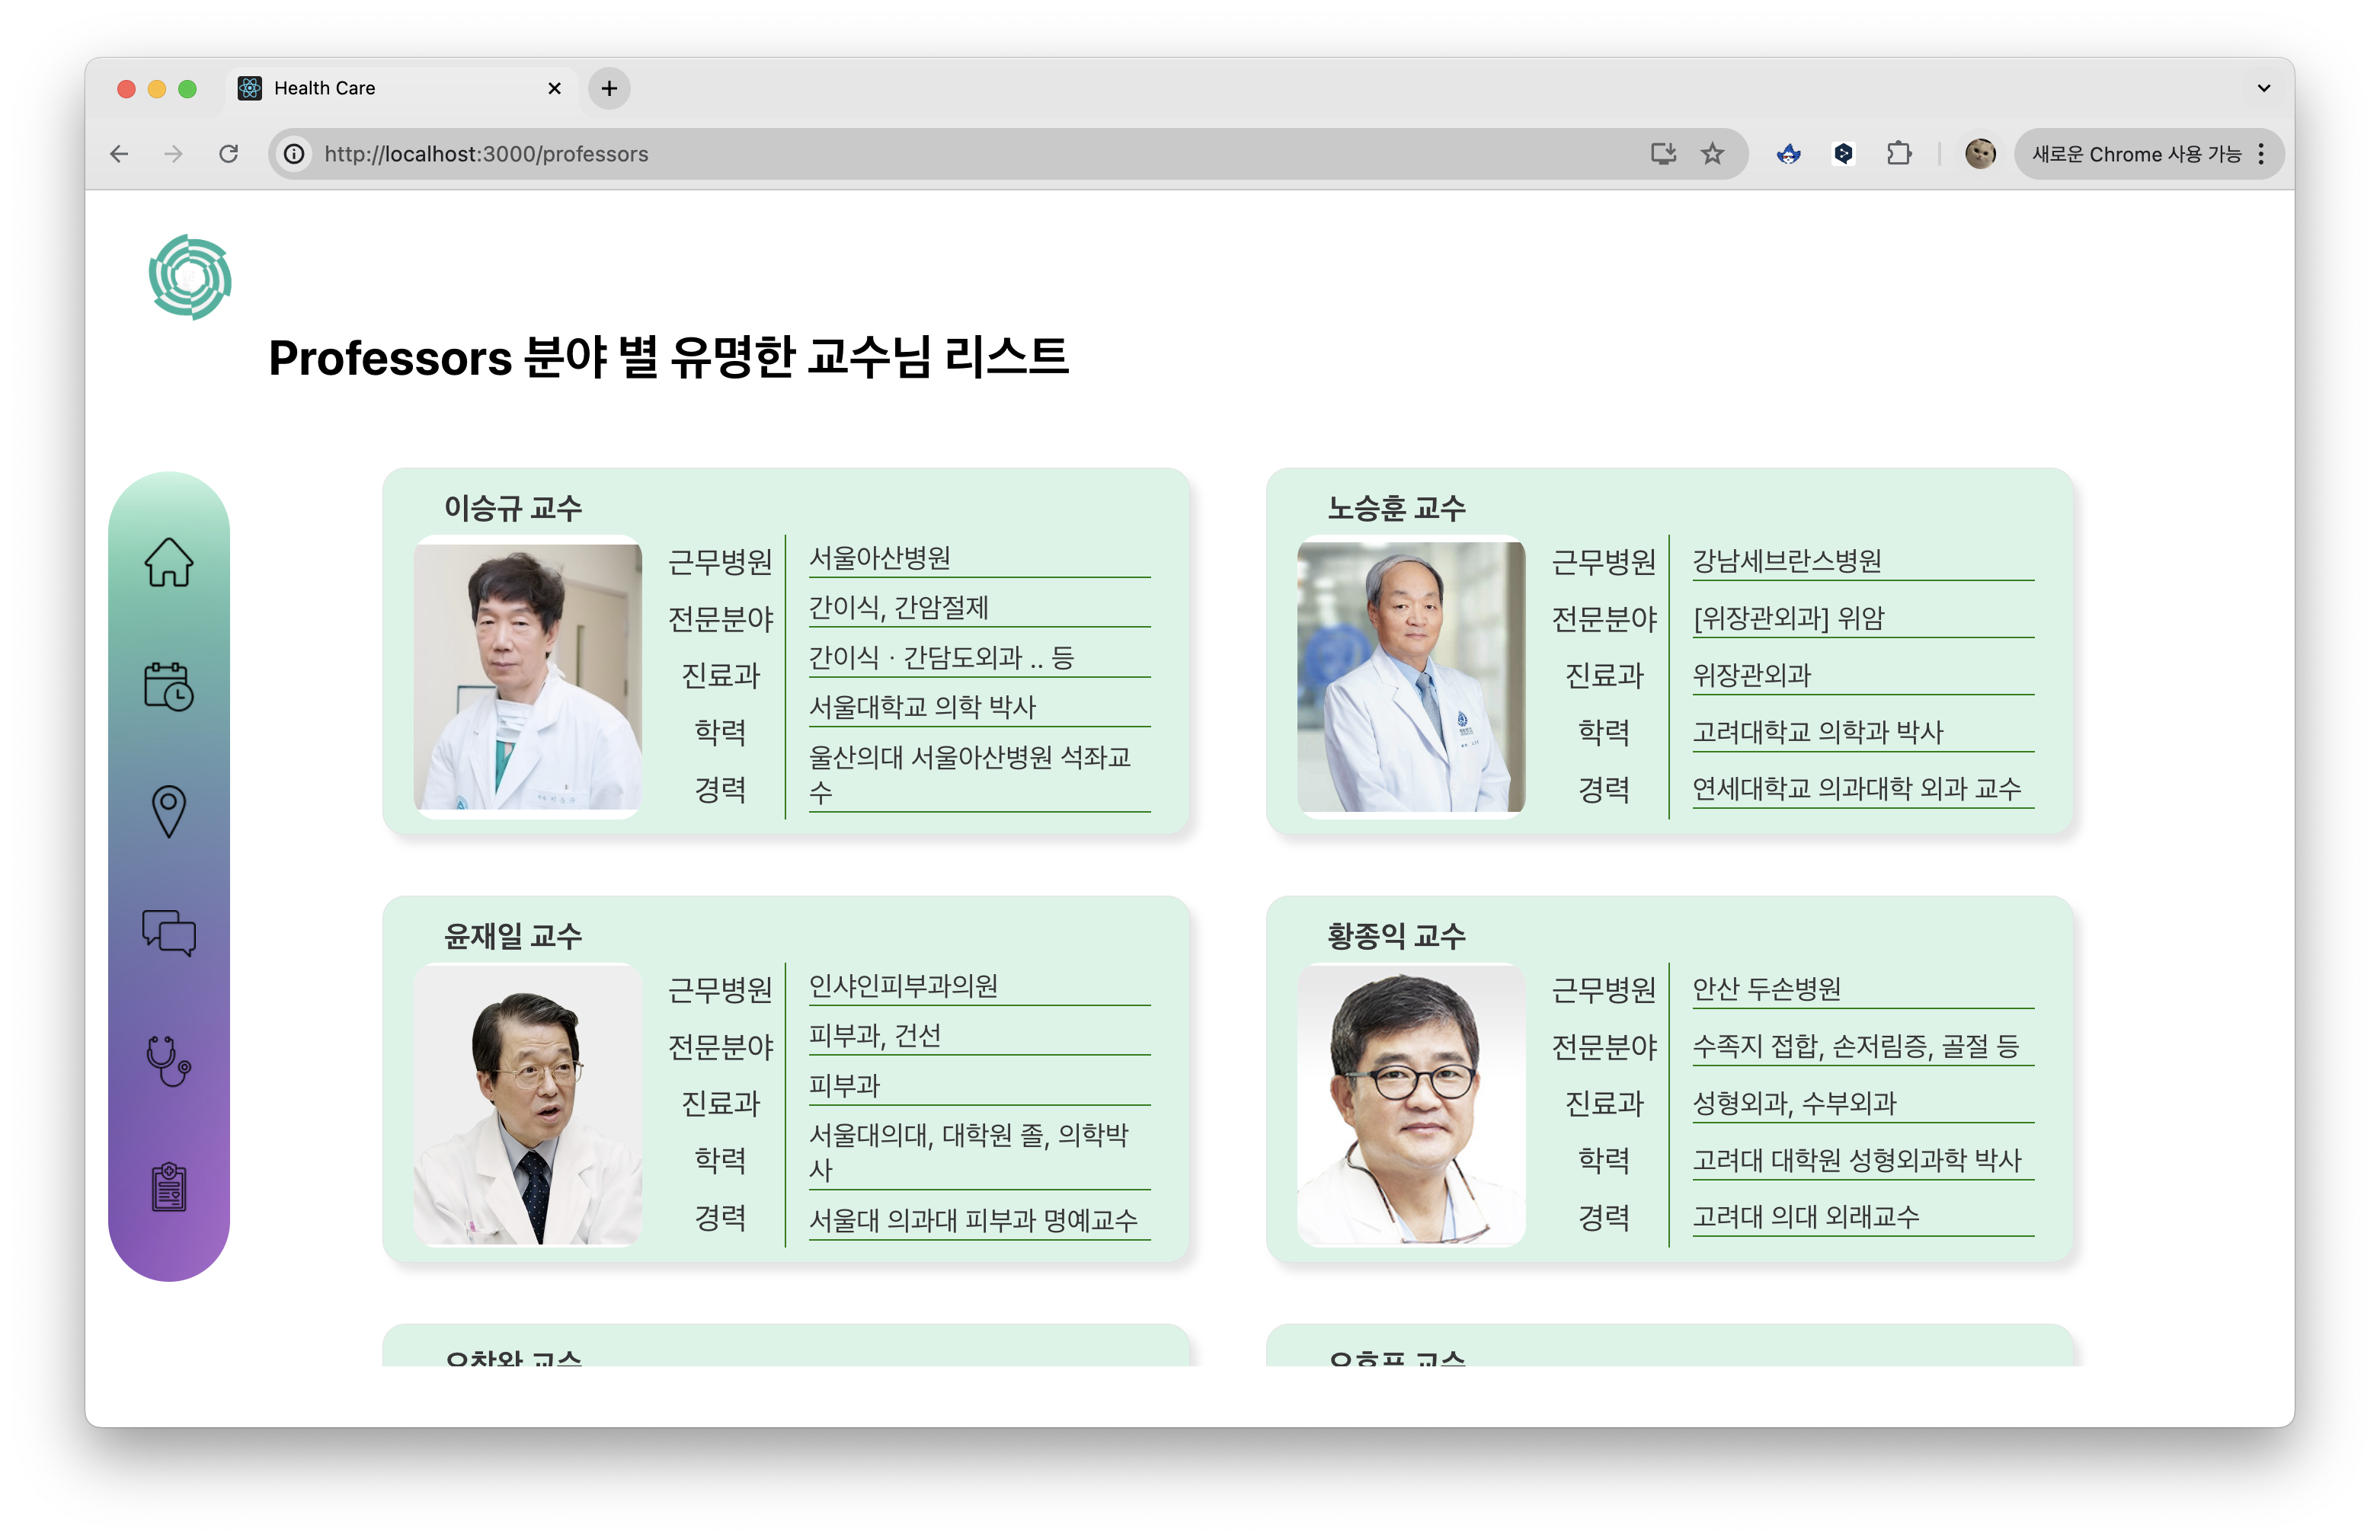 Health Care
http://localhost:3000/professors
새로운 Chrome 사용 가능
Professors 분야 별 유명한 교수님 리스트
이승규 교수
근무병원
전문분야
진료과
학력
경력
서울아산병원
간이식, 간암절제
간이식 · 간담도외과 .. 등
서울대학교 의학 박사
울산의대 서울아산병원 석좌교
수
노승훈 교수
근무병원
전문분야
진료과
학력
경력
강남세브란스병원
[위장관외과] 위암
위장관외과
고려대학교 의학과 박사
연세대학교 의과대학 외과 교수
윤재일 교수
근무병원
전문분야
진료과
학력
경력
인샤인피부과의원
피부과, 건선
피부과
서울대의대, 대학원 졸, 의학박
사
서울대 의과대 피부과 명예교수
황종익 교수
근무병원
전문분야
진료과
학력
경력
안산 두손병원
수족지 접합, 손저림증, 골절 등
성형외과, 수부외과
고려대 대학원 성형외과학 박사
고려대 의대 외래교수
교수
교수